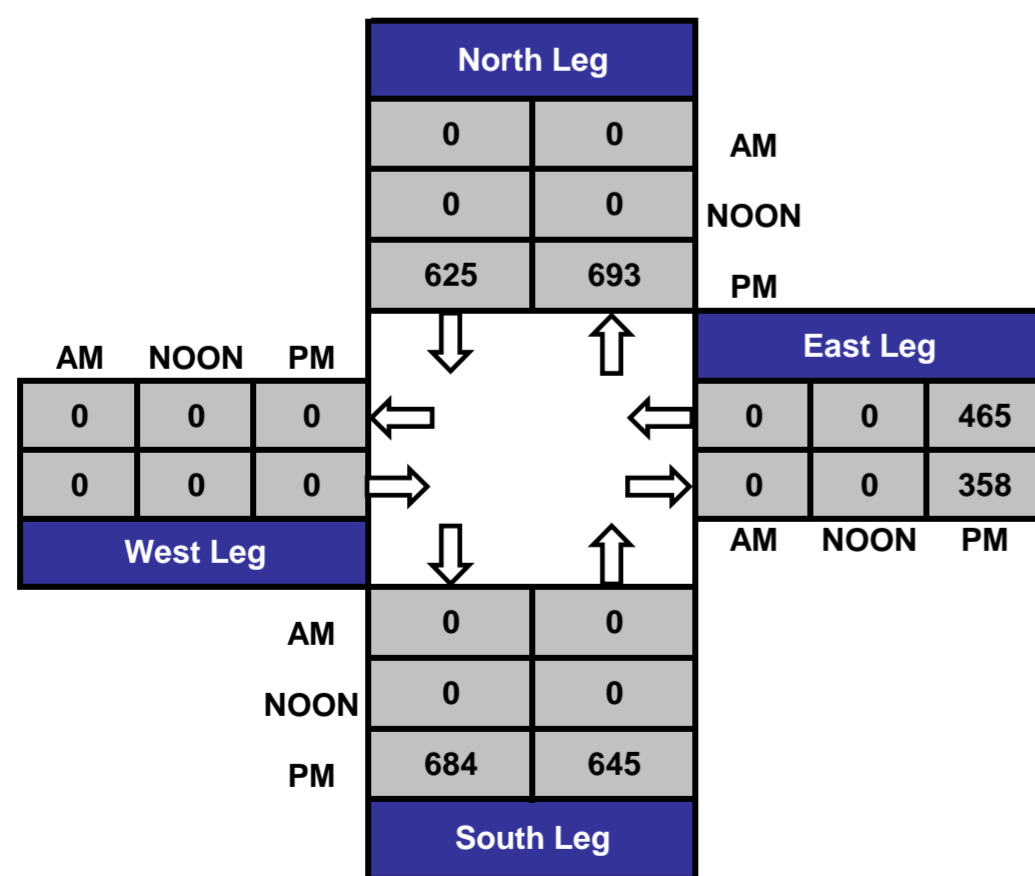 North Leg
0 0 AM
0 0 NOON
625 693 PM
East Leg
AM NOON PM
0 0 0 0 0 465
0 0 0 0 0 358
West Leg
AM NOON PM
AM 0 0
NOON 0 0
PM 684 645
South Leg